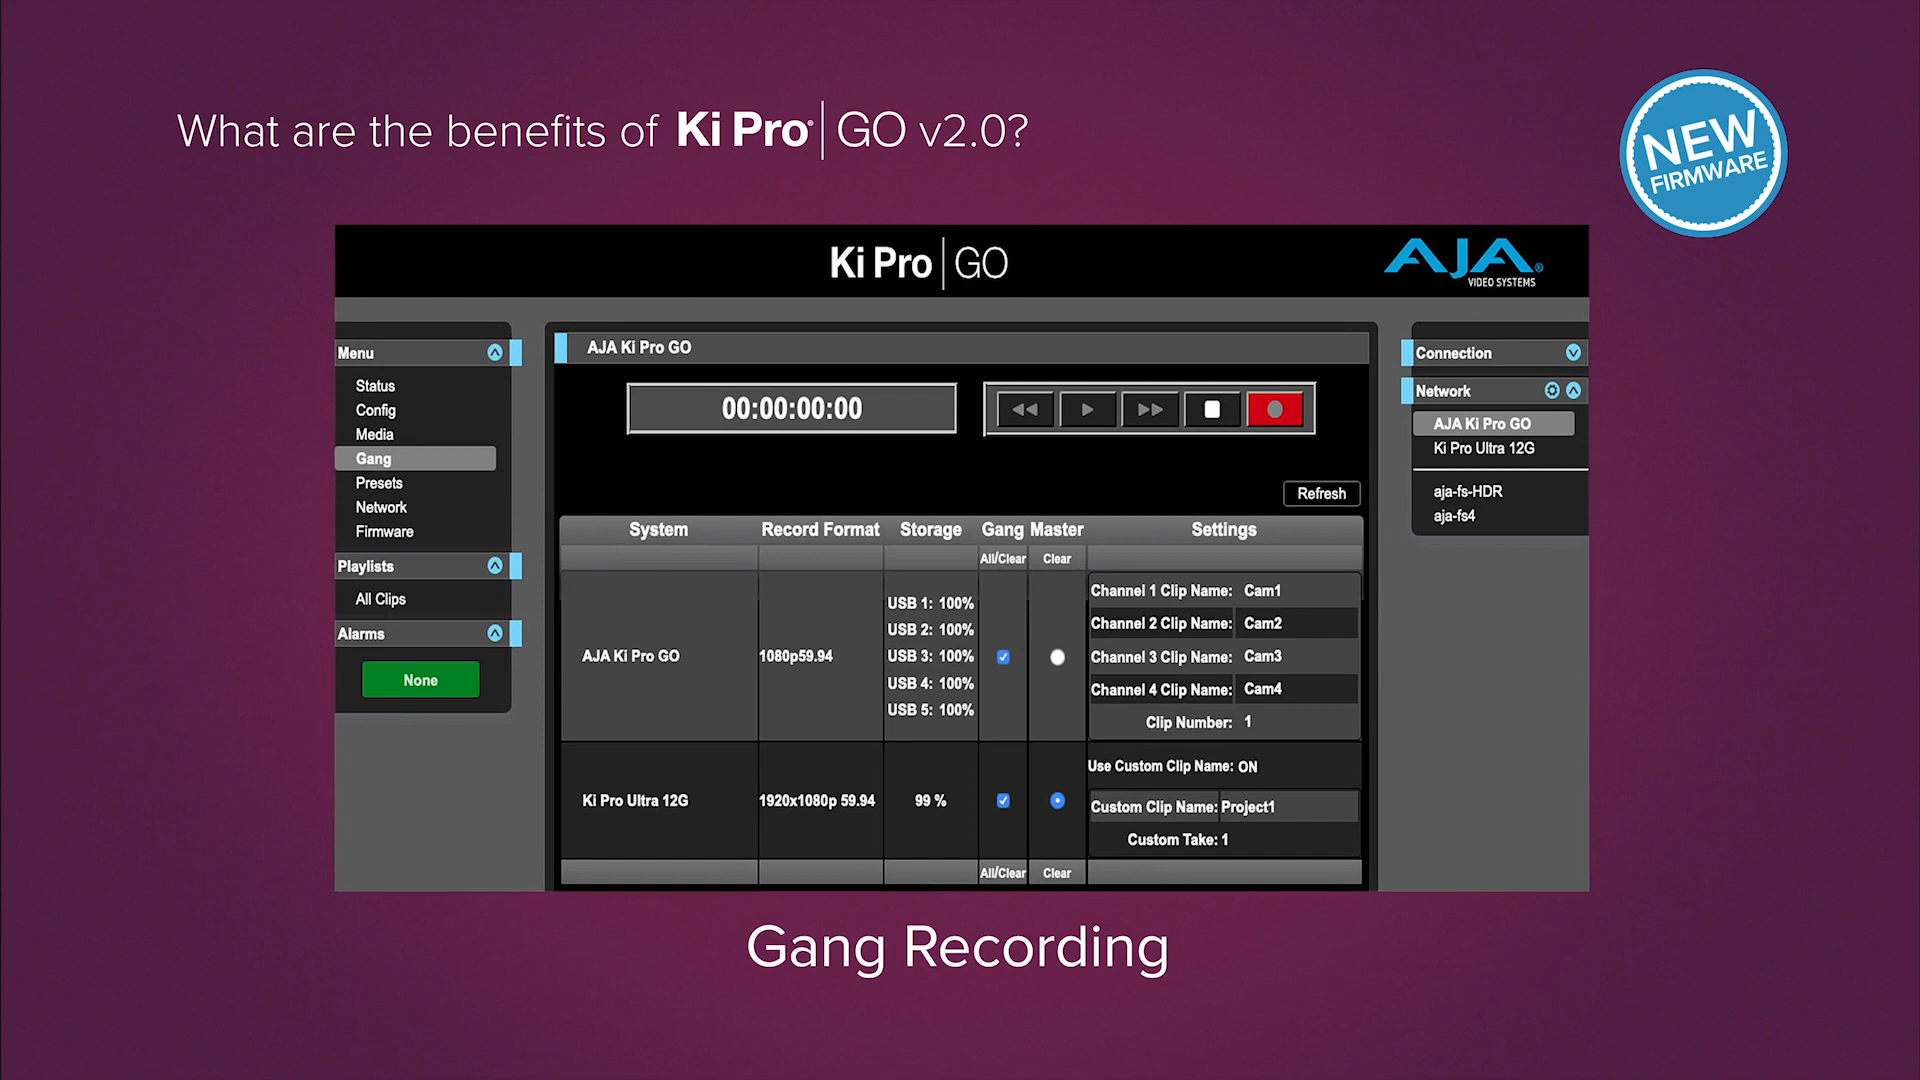 What are the benefits of Ki Pro® GO v2.0?
NEW
FIRMWARE
Ki Pro GO
AJA®
VIDEO SYSTEMS
Menu
Status
Config
Media
Gang
Presets
Network
Firmware
Playlists
All Clips
Alarms
None
AJA Ki Pro GO
00:00:00:00
Refresh
System Record Format Storage Gang Master Settings
All/Clear Clear
AJA Ki Pro GO
1080p59.94
USB 1: 100%
USB 2: 100%
USB 3: 100%
USB 4: 100%
USB 5: 100%
Channel 1 Clip Name: Cam1
Channel 2 Clip Name: Cam2
Channel 3 Clip Name: Cam3
Channel 4 Clip Name: Cam4
Clip Number: 1
Ki Pro Ultra 12G
1920x1080p 59.94
99 %
Use Custom Clip Name: ON
Custom Clip Name: Project1
Custom Take: 1
All/Clear Clear
Connection
Network
AJA Ki Pro GO
Ki Pro Ultra 12G
aja-fs-HDR
aja-fs4
Gang Recording